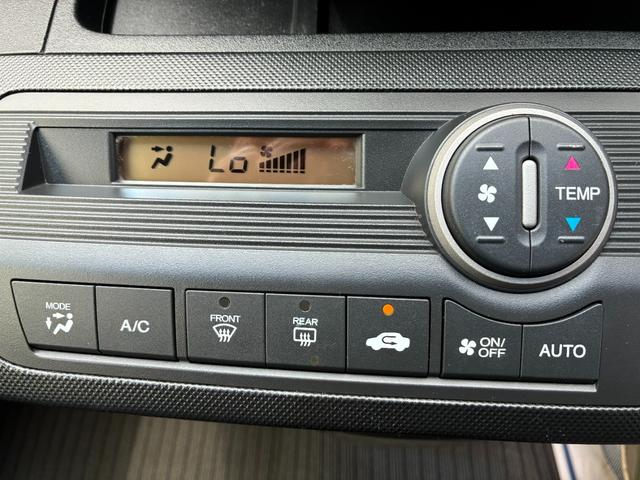 Lo
TEMP
MODE
A/C
FRONT
REAR
ON/
OFF
AUTO